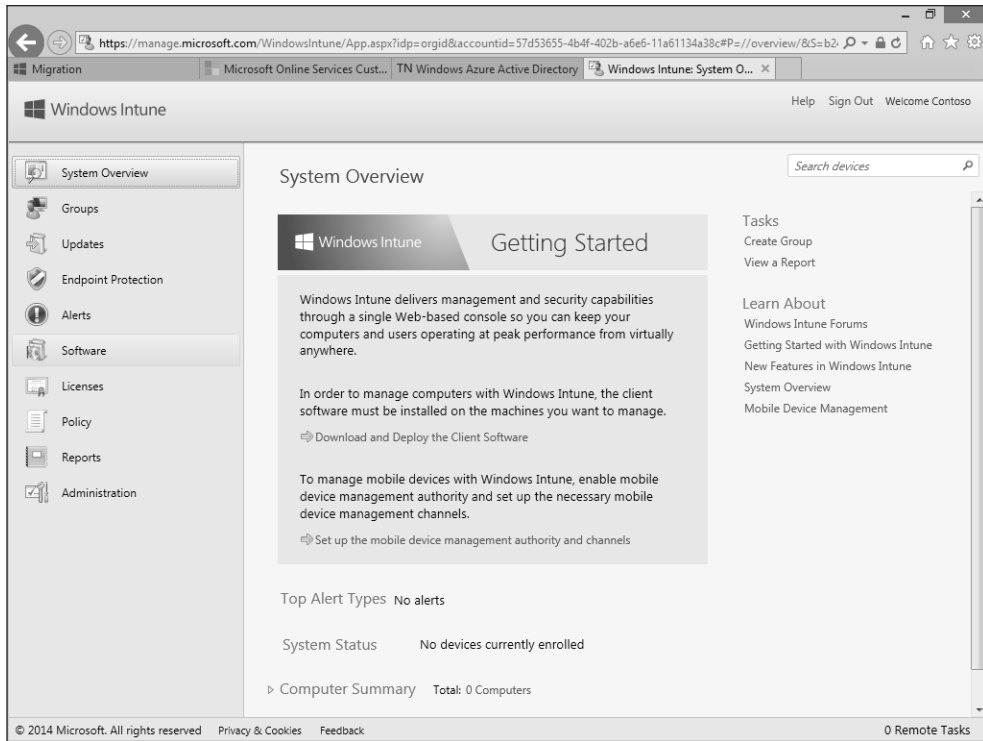 https://manage.microsoft.com/WindowsIntune/App.aspx?idp=orgid&accountid=57d53655-4b4f-402b-a6e6-11a61134a38c#P=//overview/&S=b2
Migration
Microsoft Online Services Cust...
TN Windows Azure Active Directory
Windows Intune: System O...
Windows Intune
Help Sign Out Welcome Contoso
System Overview
Groups
Updates
Endpoint Protection
Alerts
Software
Licenses
Policy
Reports
Administration
System Overview
Search devices
Windows Intune
Getting Started
Windows Intune delivers management and security capabilities
through a single Web-based console so you can keep your
computers and users operating at peak performance from virtually
anywhere.
In order to manage computers with Windows Intune, the client
software must be installed on the machines you want to manage.
Download and Deploy the Client Software
To manage mobile devices with Windows Intune, enable mobile
device management authority and set up the necessary mobile
device management channels.
Set up the mobile device management authority and channels
Top Alert Types No alerts
System Status No devices currently enrolled
Computer Summary Total: 0 Computers
Tasks
Create Group
View a Report
Learn About
Windows Intune Forums
Getting Started with Windows Intune
New Features in Windows Intune
System Overview
Mobile Device Management
© 2014 Microsoft. All rights reserved Privacy & Cookies Feedback
0 Remote Tasks